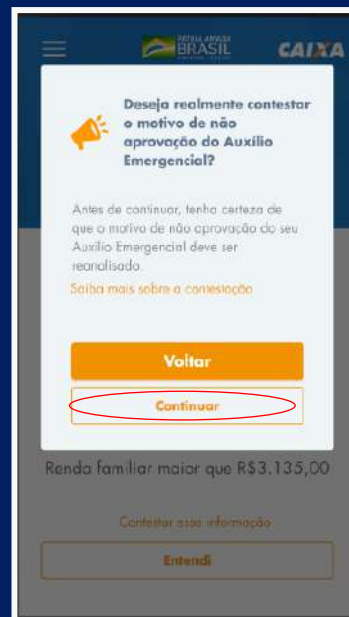 PÁTRIA AMADA
BRASIL
CAIXA
Deseja realmente contestar
o motivo de não
aprovação do Auxílio
Emergencial?
Antes de continuar, tenha certeza de
que o motivo de não aprovação do seu
Auxílio Emergencial deve ser
reanalisado.
Saiba mais sobre a contestação
Voltar
Continuar
Renda familiar maior que R$3.135,00
Contestar essa informação
Entendi